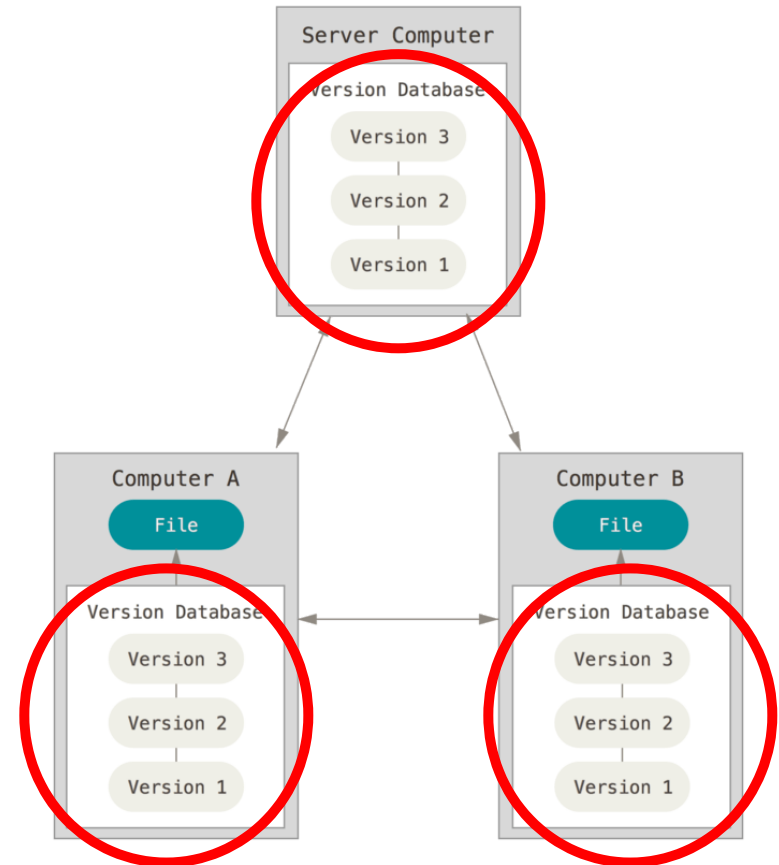 Server Computer
Version Database
Version 3
Version 2
Version 1
Computer A
File
Version Database
Version 3
Version 2
Version 1
Computer B
File
Version Database
Version 3
Version 2
Version 1